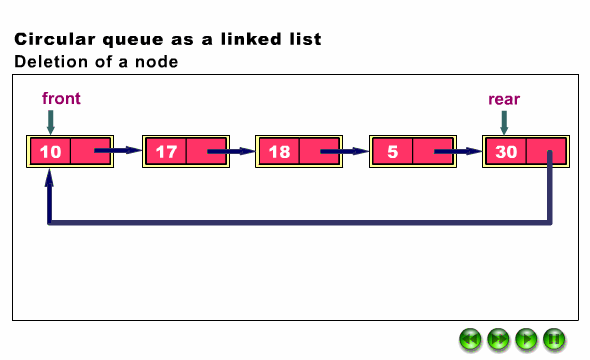 Circular queue as a linked list
Deletion of a node
front rear
10 17 18 5 30